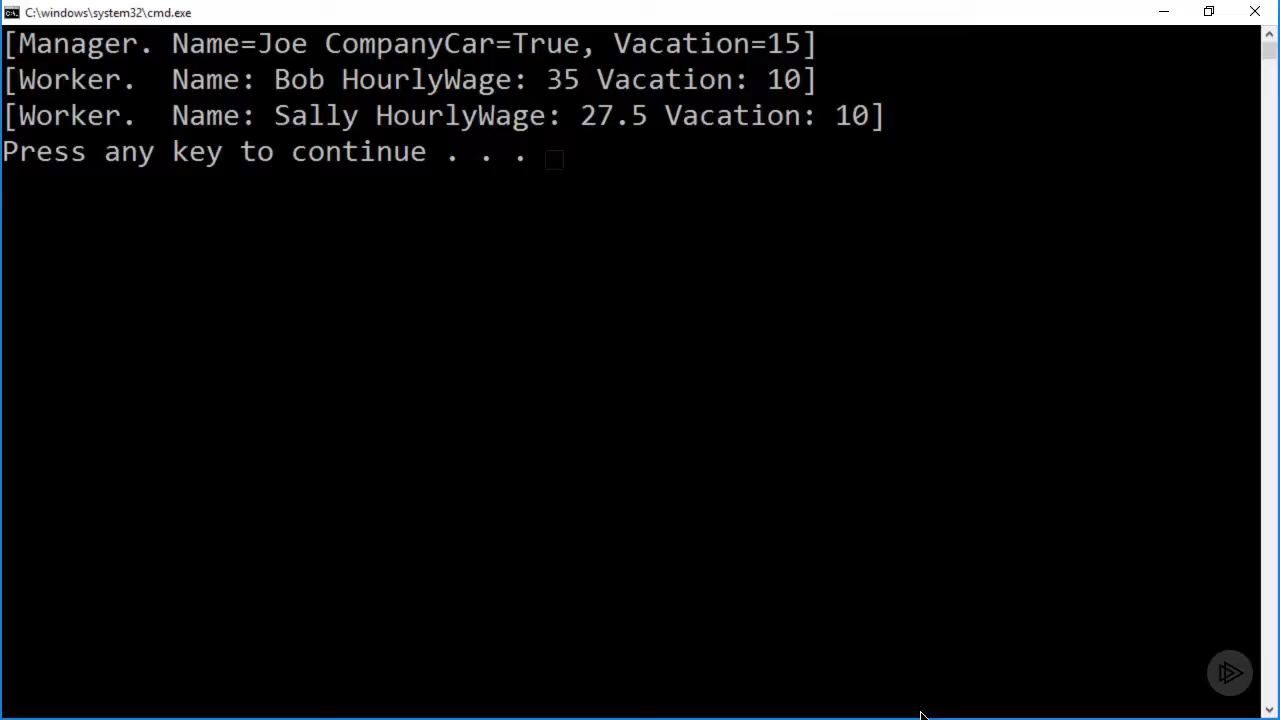 C:\windows\system32\cmd.exe
[Manager. Name=Joe CompanyCar=True, Vacation=15]
[Worker.  Name: Bob HourlyWage: 35 Vacation: 10]
[Worker.  Name: Sally HourlyWage: 27.5 Vacation: 10]
Press any key to continue . . .